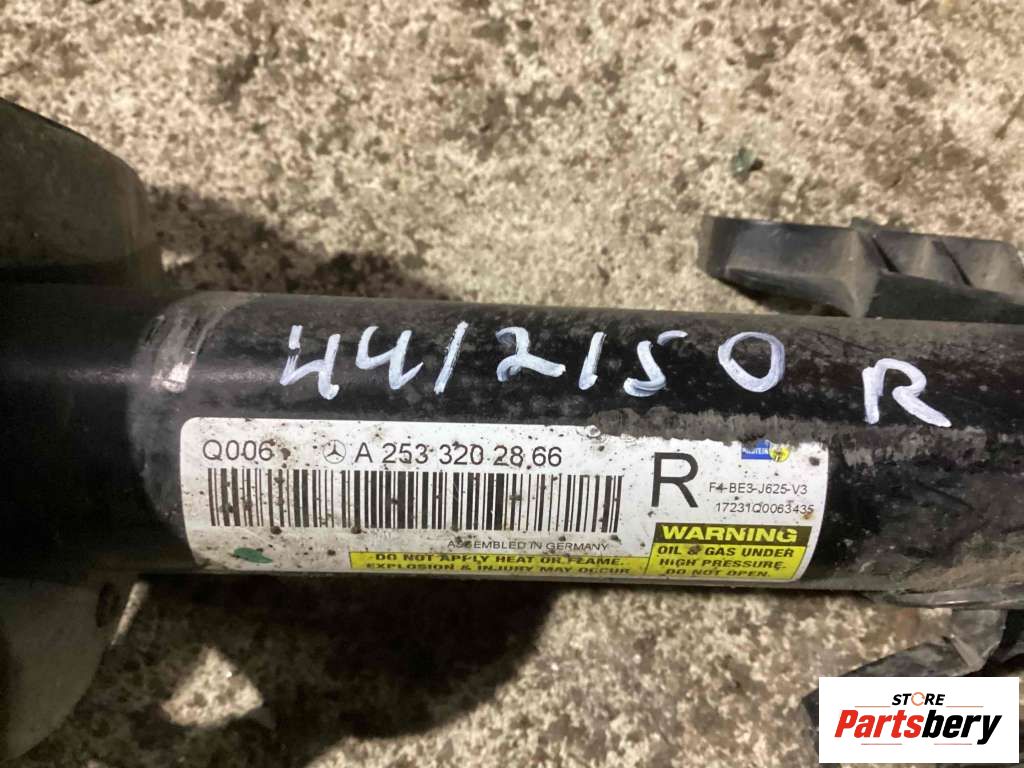 44/2150 R
Q006 A 253 320 28 66
R
BILSTEIN
F4-BE3-J625-V3
17231Q0063435
ASSEMBLED IN GERMANY
DO NOT APPLY HEAT OR FLAME.
EXPLOSION & INJURY MAY OCCUR
WARNING
OIL & GAS UNDER
HIGH PRESSURE.
DO NOT OPEN.
STORE
Partsbery